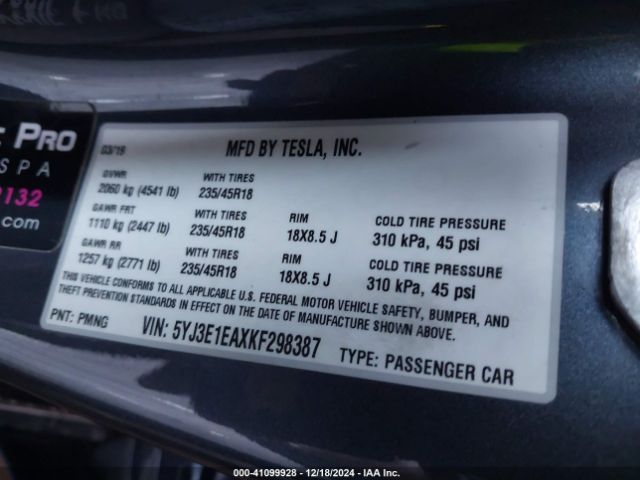 PRO
SPA
132
.com
03/19
MFD BY TESLA, INC.
GVWR
2060 kg (4541 lb)
WITH TIRES
235/45R18
GAWR FRT
1110 kg (2447 lb)
WITH TIRES
235/45R18
RIM
18X8.5 J
COLD TIRE PRESSURE
310 kPa, 45 psi
GAWR RR
1257 kg (2771 lb)
WITH TIRES
235/45R18
RIM
18X8.5 J
COLD TIRE PRESSURE
310 kPa, 45 psi
THIS VEHICLE CONFORMS TO ALL APPLICABLE U.S. FEDERAL MOTOR VEHICLE SAFETY, BUMPER, AND
THEFT PREVENTION STANDARDS IN EFFECT ON THE DATE OF MANUFACTURE SHOWN ABOVE.
PNT: PMNG
VIN: 5YJ3E1EAXKF298387
TYPE: PASSENGER CAR
000-41099928 - 12/18/2024 - IAA Inc.